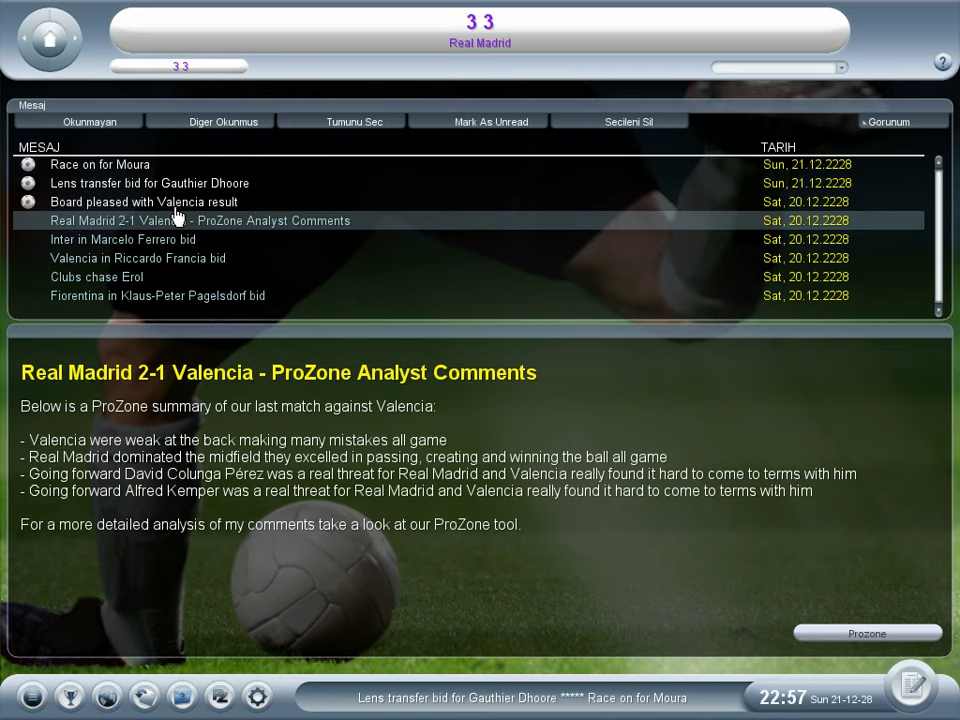 3 3
Real Madrid
3 3
?
Mesaj
Okunmayan Diger Okunmus Tumunu Sec Mark As Unread Secileni Sil Gorunum
MESAJ TARIH
Race on for Moura Sun, 21.12.2228
Lens transfer bid for Gauthier Dhoore Sun, 21.12.2228
Board pleased with Valencia result Sat, 20.12.2228
Real Madrid 2-1 Valencia - ProZone Analyst Comments Sat, 20.12.2228
Inter in Marcelo Ferrero bid Sat, 20.12.2228
Valencia in Riccardo Francia bid Sat, 20.12.2228
Clubs chase Erol Sat, 20.12.2228
Fiorentina in Klaus-Peter Pagelsdorf bid Sat, 20.12.2228
Real Madrid 2-1 Valencia - ProZone Analyst Comments
Below is a ProZone summary of our last match against Valencia:
- Valencia were weak at the back making many mistakes all game
- Real Madrid dominated the midfield they excelled in passing, creating and winning the ball all game
- Going forward David Colunga Pérez was a real threat for Real Madrid and Valencia really found it hard to come to terms with him
- Going forward Alfred Kemper was a real threat for Real Madrid and Valencia really found it hard to come to terms with him
For a more detailed analysis of my comments take a look at our ProZone tool.
Prozone
Lens transfer bid for Gauthier Dhoore ***** Race on for Moura 22:57 Sun 21-12-28